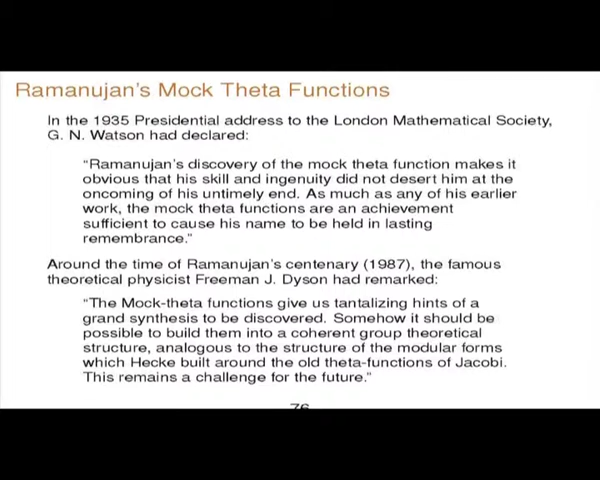 Ramanujan's Mock Theta Functions
In the 1935 Presidential address to the London Mathematical Society,
G. N. Watson had declared:
"Ramanujan's discovery of the mock theta function makes it
obvious that his skill and ingenuity did not desert him at the
oncoming of his untimely end. As much as any of his earlier
work, the mock theta functions are an achievement
sufficient to cause his name to be held in lasting
remembrance."
Around the time of Ramanujan's centenary (1987), the famous
theoretical physicist Freeman J. Dyson had remarked:
"The Mock-theta functions give us tantalizing hints of a
grand synthesis to be discovered. Somehow it should be
possible to build them into a coherent group theoretical
structure, analogous to the structure of the modular forms
which Hecke built around the old theta-functions of Jacobi.
This remains a challenge for the future."